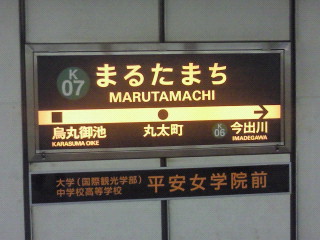 K
07
まるたまち
MARUTAMACHI
烏丸御池
KARASUMA OIKE
丸太町
K
06
今出川
IMADEGAWA
大学(国際観光学部)
中学校高等学校
平安女学院前